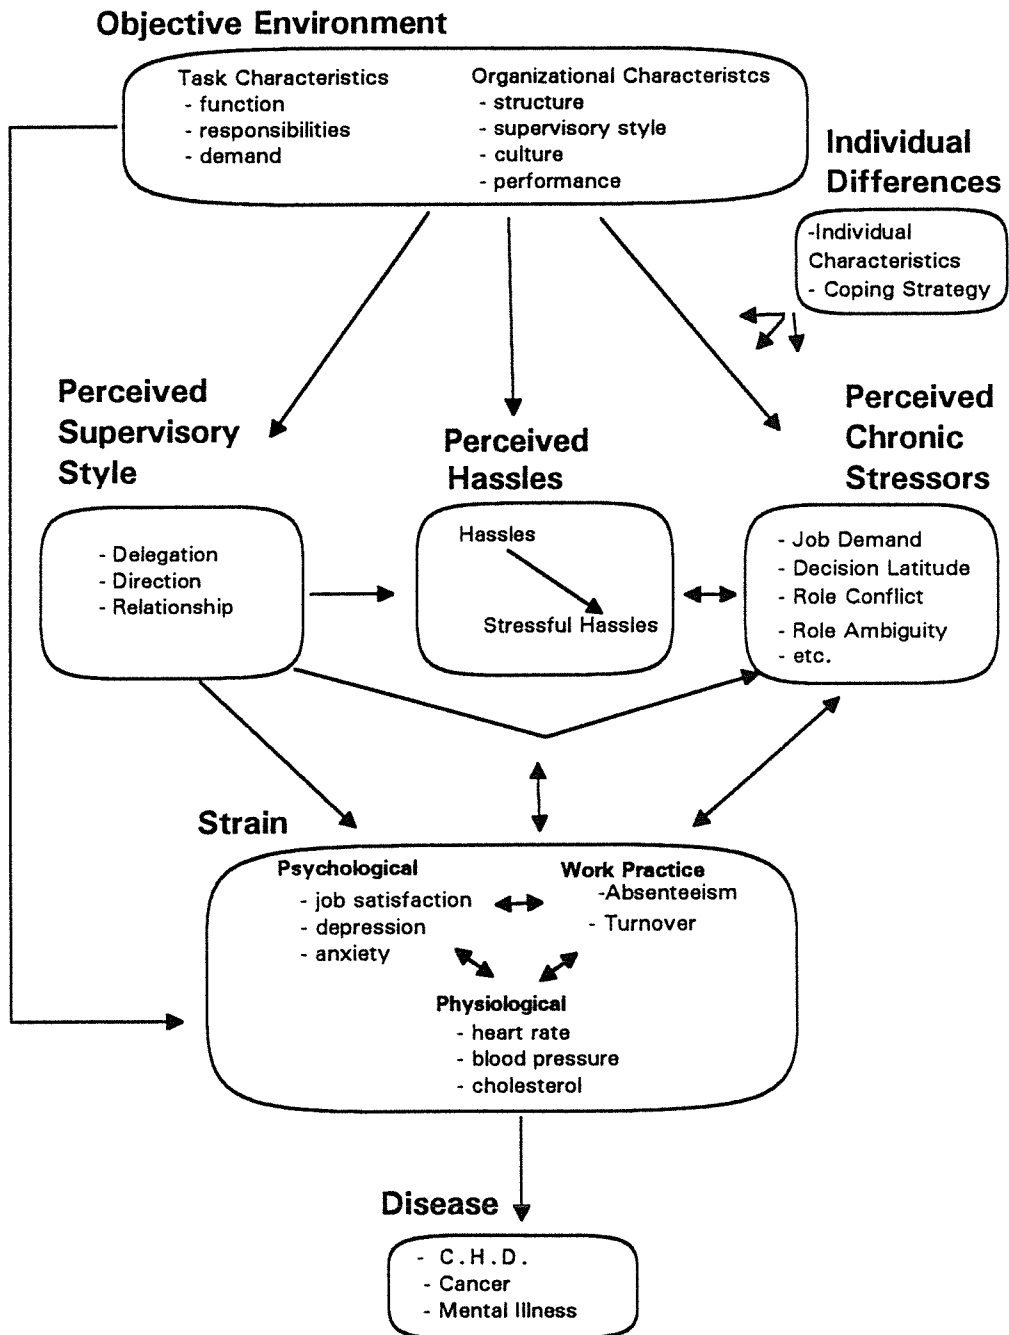 Objective Environment
Task Characteristics
- function
- responsibilities
- demand
Organizational Characteristcs
- structure
- supervisory style
- culture
- performance
Individual
Differences
-Individual
Characteristics
- Coping Strategy
Perceived
Supervisory
Style
- Delegation
- Direction
- Relationship
Perceived
Hassles
Hassles
Stressful Hassles
Perceived
Chronic
Stressors
- Job Demand
- Decision Latitude
- Role Conflict
- Role Ambiguity
- etc.
Strain
Psychological
- job satisfaction
- depression
- anxiety
Work Practice
-Absenteeism
- Turnover
Physiological
- heart rate
- blood pressure
- cholesterol
Disease
- C.H.D.
- Cancer
- Mental Illness